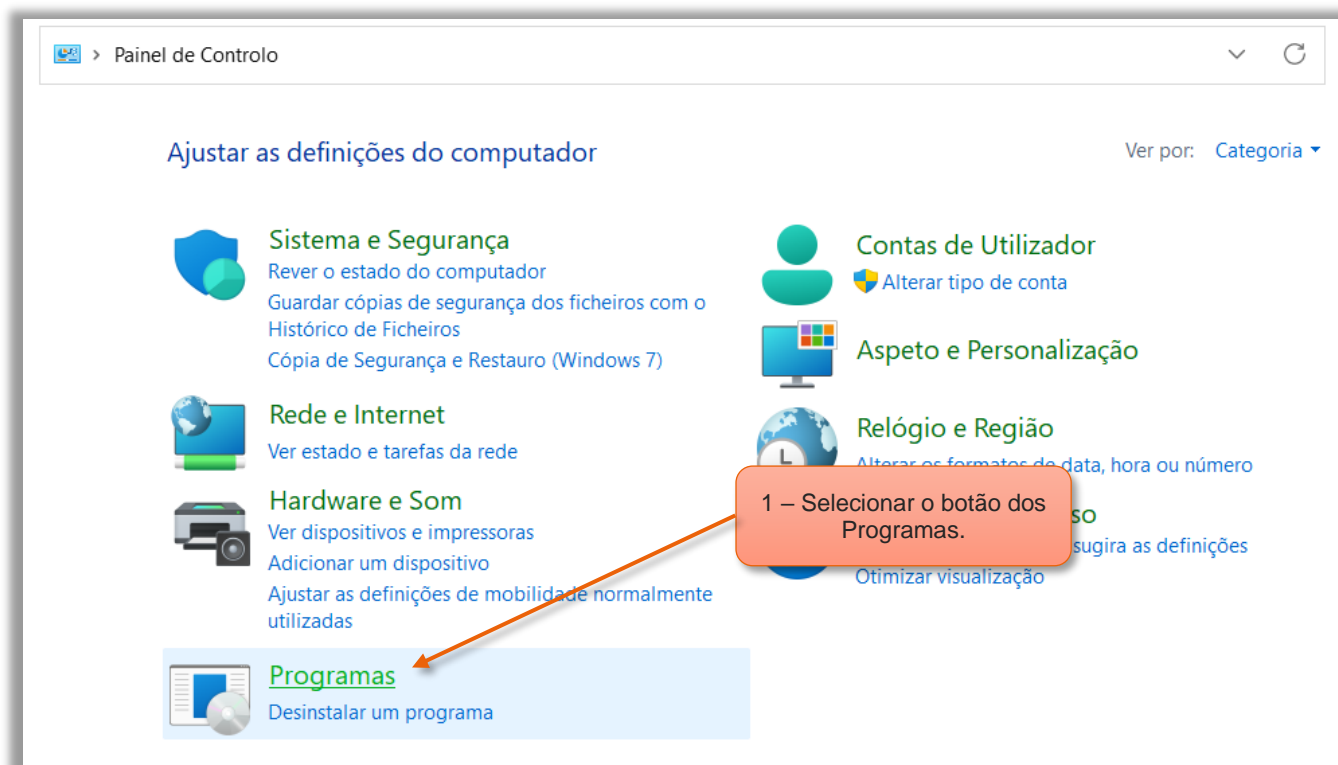 Painel de Controlo
Ajustar as definições do computador
Ver por: Categoria
Sistema e Segurança
Rever o estado do computador
Guardar cópias de segurança dos ficheiros com o
Histórico de Ficheiros
Cópia de Segurança e Restauro (Windows 7)
Rede e Internet
Ver estado e tarefas da rede
Hardware e Som
Ver dispositivos e impressoras
Adicionar um dispositivo
Ajustar as definições de mobilidade normalmente
utilizadas
Programas
Desinstalar um programa
Contas de Utilizador
Alterar tipo de conta
Aspeto e Personalização
Relógio e Região
Alterar os formatos de data, hora ou número
1 – Selecionar o botão dos
Programas.
so
sugira as definições
Otimizar visualização